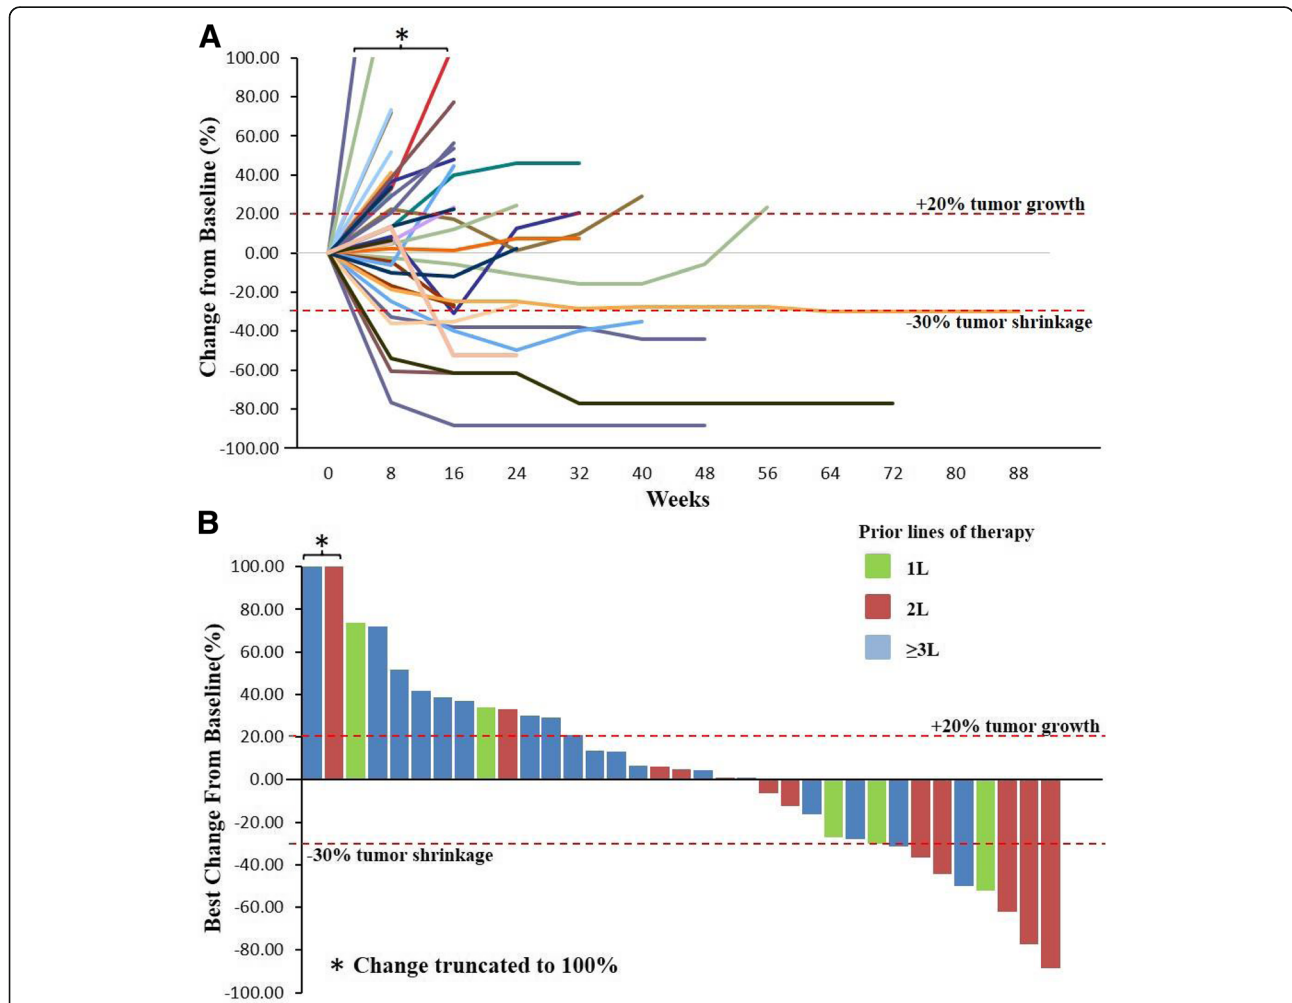 A
*
100.00
80.00
60.00
40.00
20.00
0.00
-20.00
-40.00
-60.00
-80.00
-100.00
Change from Baseline (%)
+20% tumor growth
-30% tumor shrinkage
0 8 16 24 32 40 48 56 64 72 80 88
Weeks
B
*
Prior lines of therapy
1L
2L
≥3L
100.00
80.00
60.00
40.00
20.00
0.00
-20.00
-40.00
-60.00
-80.00
-100.00
Best Change From Baseline(%)
+20% tumor growth
-30% tumor shrinkage
* Change truncated to 100%